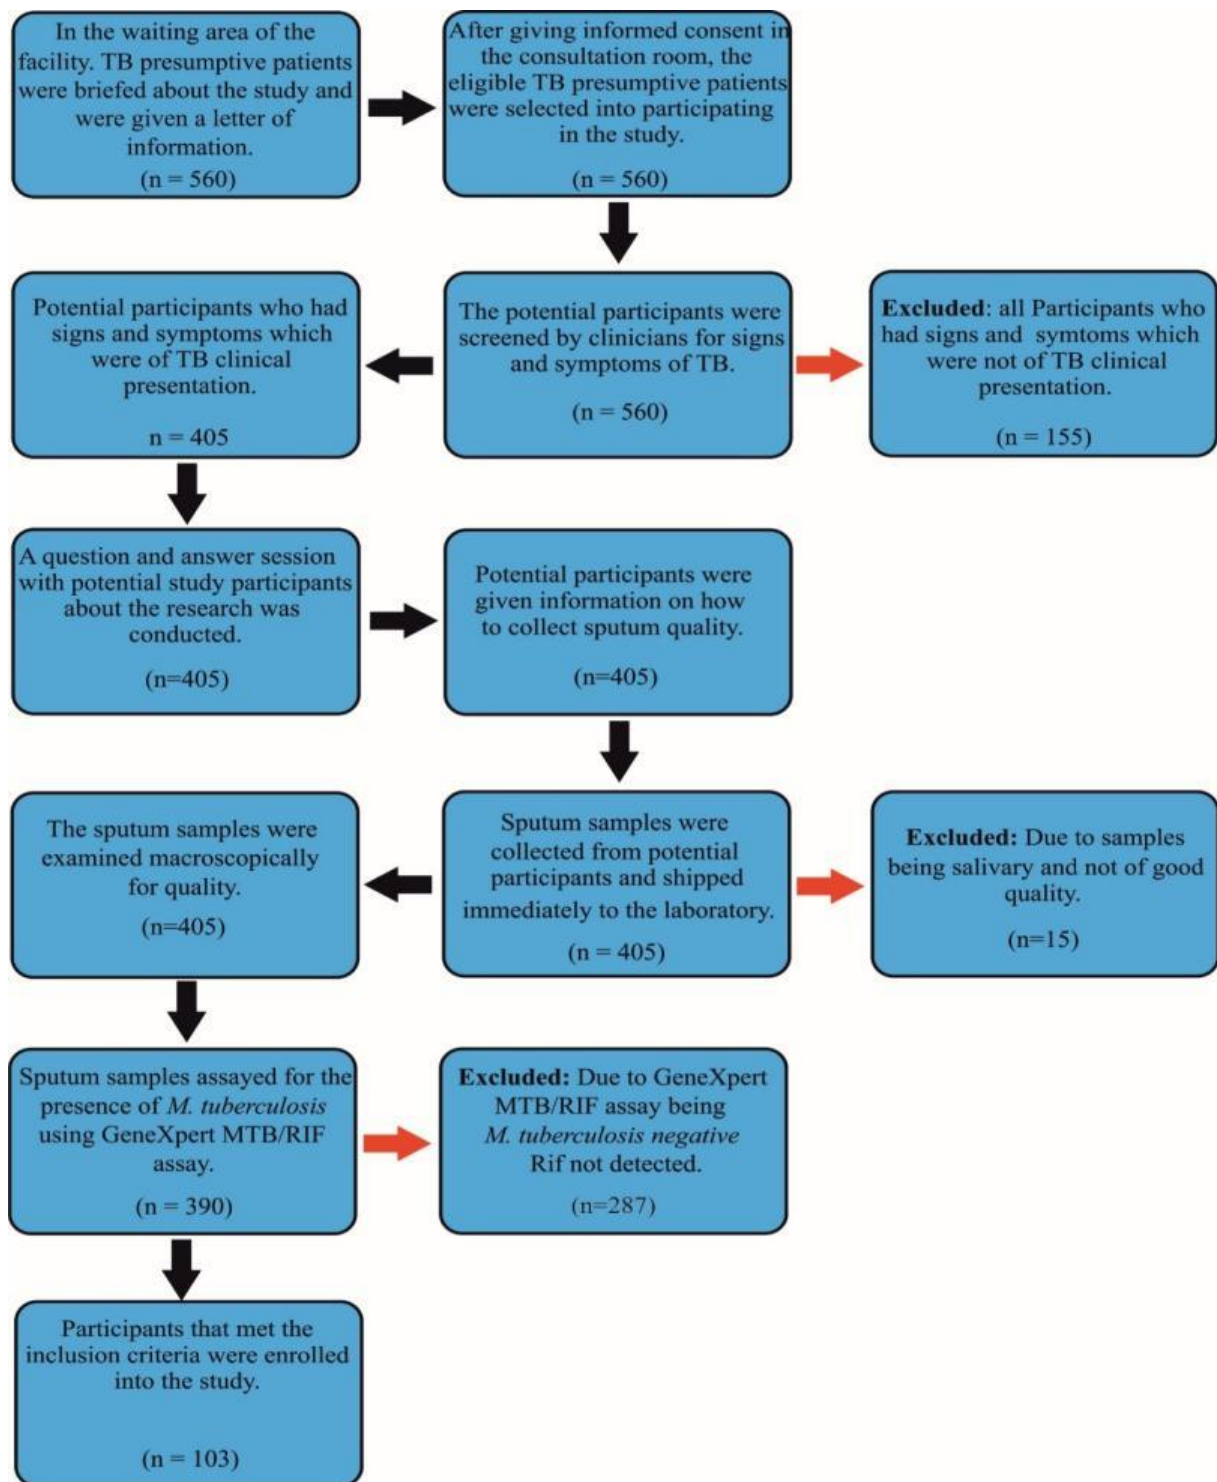 In the waiting area of the
facility. TB presumptive patients
were briefed about the study and
were given a letter of
information.
(n = 560)
After giving informed consent in
the consultation room, the
eligible TB presumptive patients
were selected into participating
in the study.
(n = 560)
Potential participants who had
signs and symptoms which
were of TB clinical
presentation.
n = 405
The potential participants were
screened by clinicians for signs
and symptoms of TB.
(n = 560)
Excluded: all Participants who
had signs and symtoms which
were not of TB clinical
presentation.
(n = 155)
A question and answer session
with potential study participants
about the research was
conducted.
(n=405)
Potential participants were
given information on how
to collect sputum quality.
(n=405)
The sputum samples were
examined macroscopically
for quality.
(n=405)
Sputum samples were
collected from potential
participants and shipped
immediately to the laboratory.
(n = 405)
Excluded: Due to samples
being salivary and not of good
quality.
(n=15)
Sputum samples assayed for the
presence of M. tuberculosis
using GeneXpert MTB/RIF
assay.
(n = 390)
Excluded: Due to GeneXpert
MTB/RIF assay being
M. tuberculosis negative
Rif not detected.
(n=287)
Participants that met the
inclusion criteria were enrolled
into the study.
(n = 103)